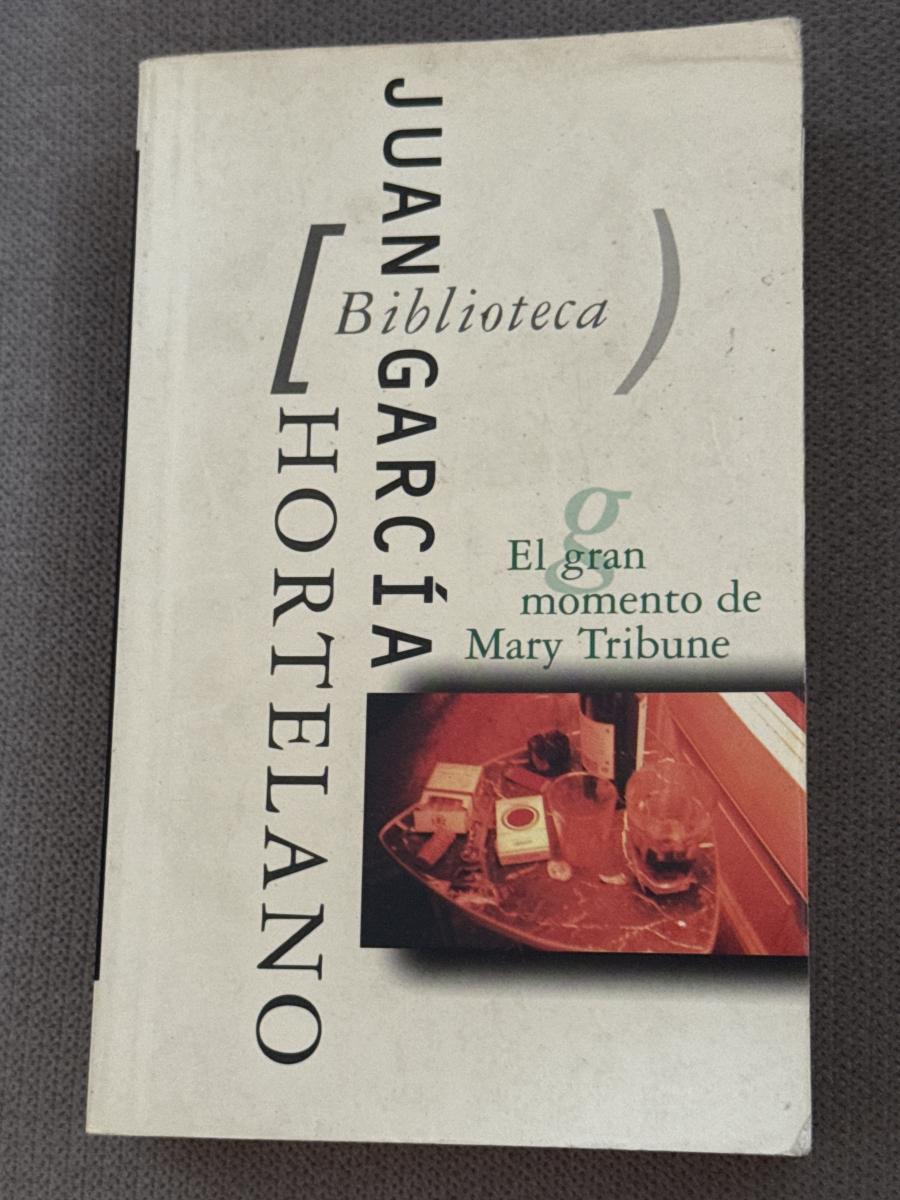 JUAN GARCÍA
HORTELANO
[Biblioteca)
g
El gran
momento de
Mary Tribune